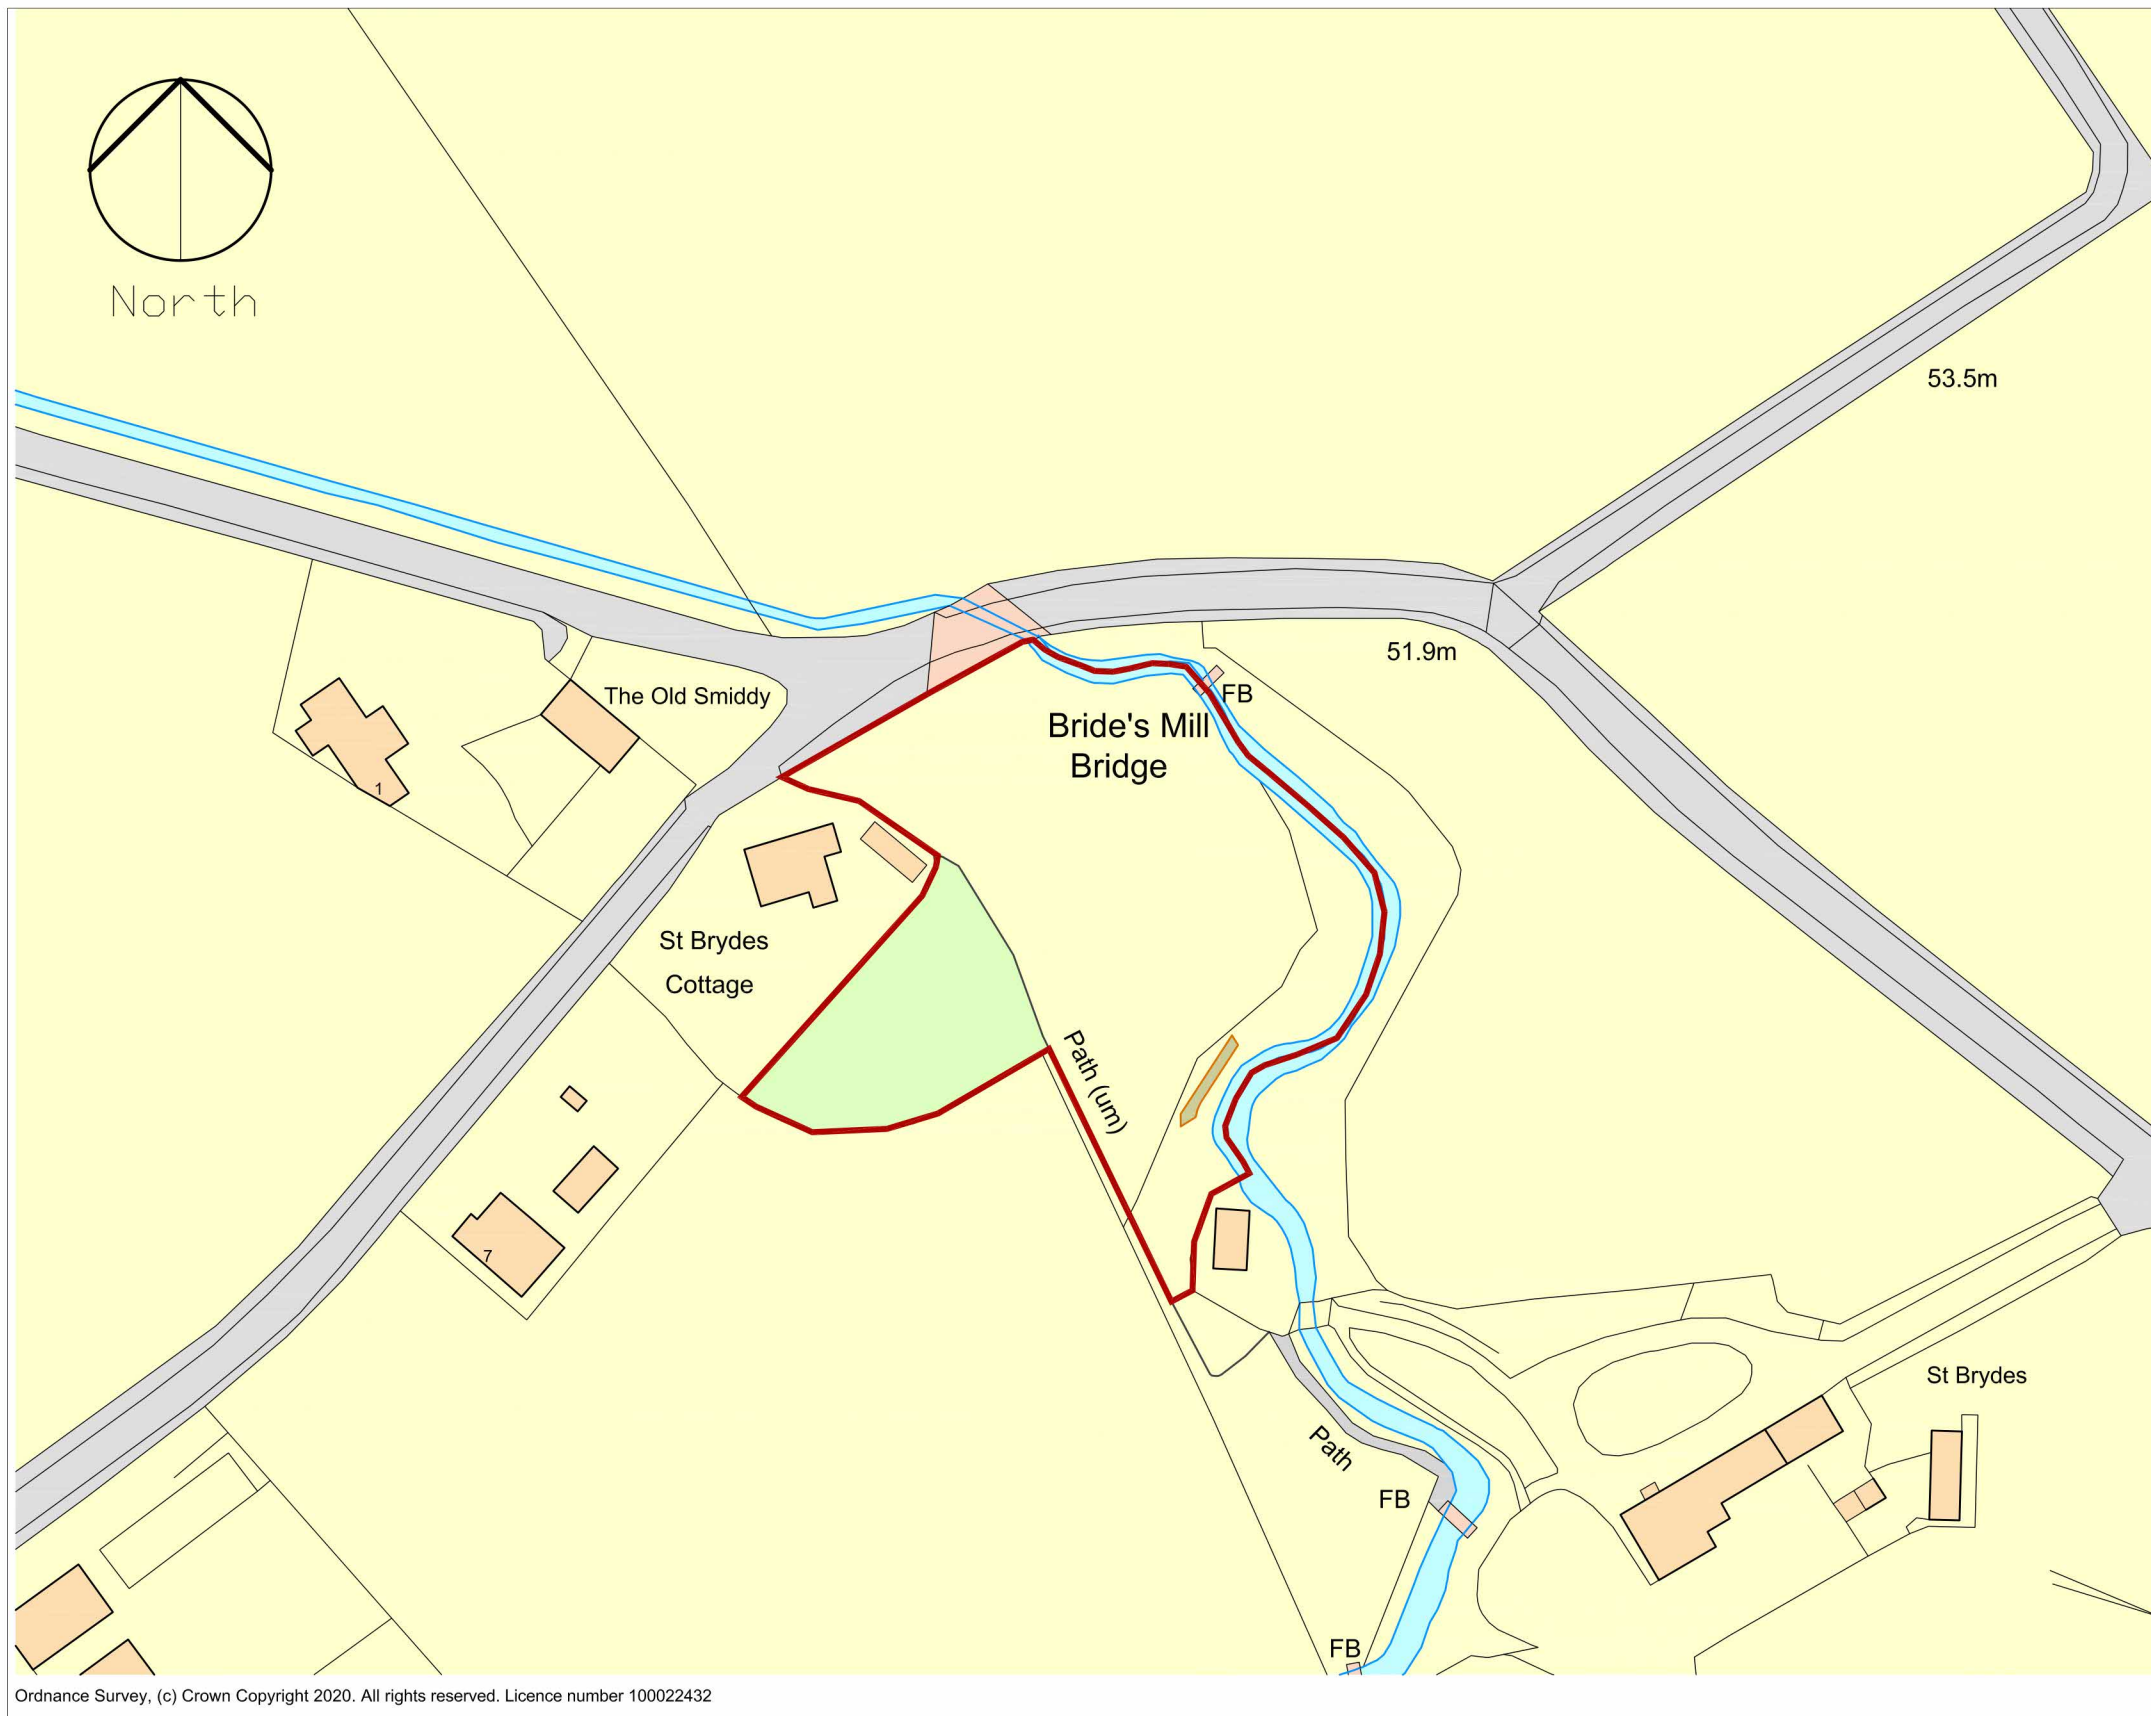 North
53.5m
51.9m
The Old Smiddy
FB
Bride's Mill
Bridge
1
St Brydes
Cottage
Path (um)
7
St Brydes
Path
FB
FB
Ordnance Survey, (c) Crown Copyright 2020. All rights reserved. Licence number 100022432